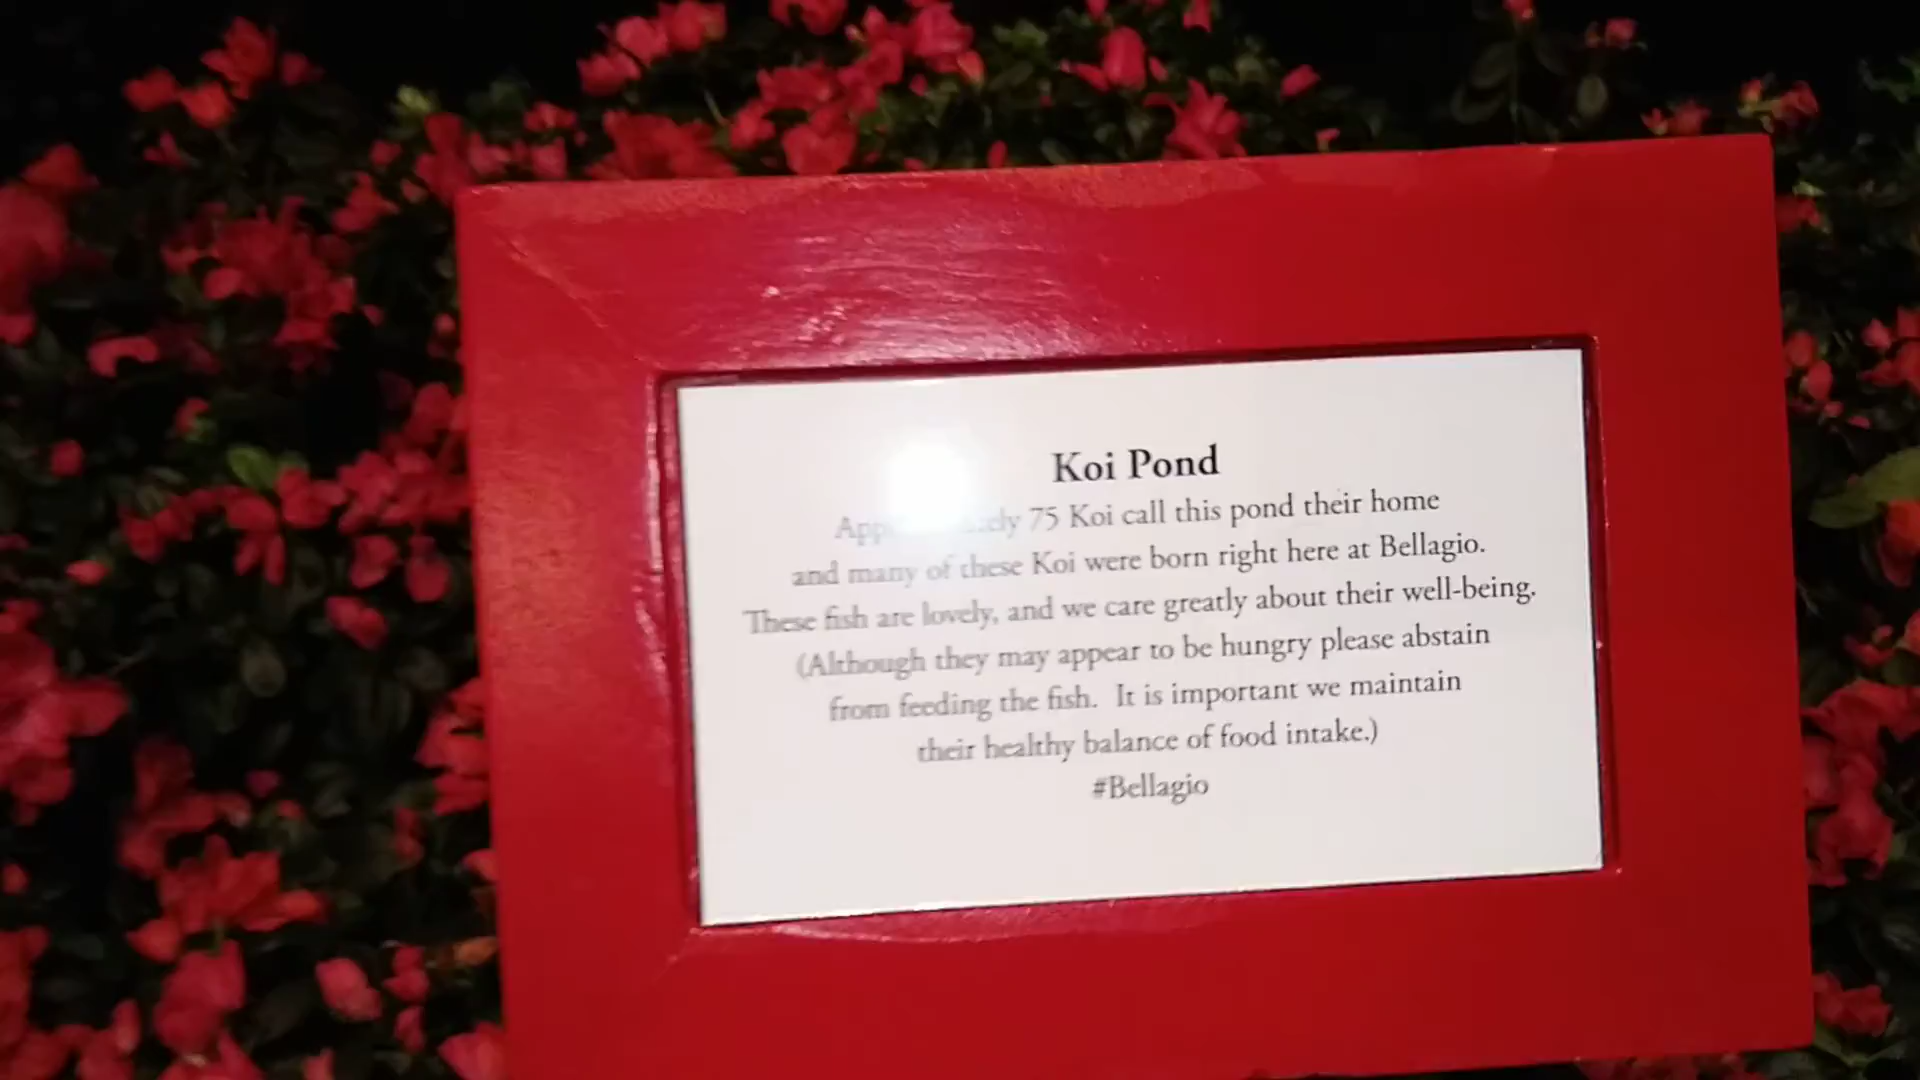 Koi Pond
75 Koi call this pond their home
and many of these Koi were born right here at Bellagio.
These fish are lovely, and we care greatly about their well-being.
(Although they may appear to be hungry please abstain
from feeding the fish. It is important we maintain
their healthy balance of food intake.)
#Bellagio